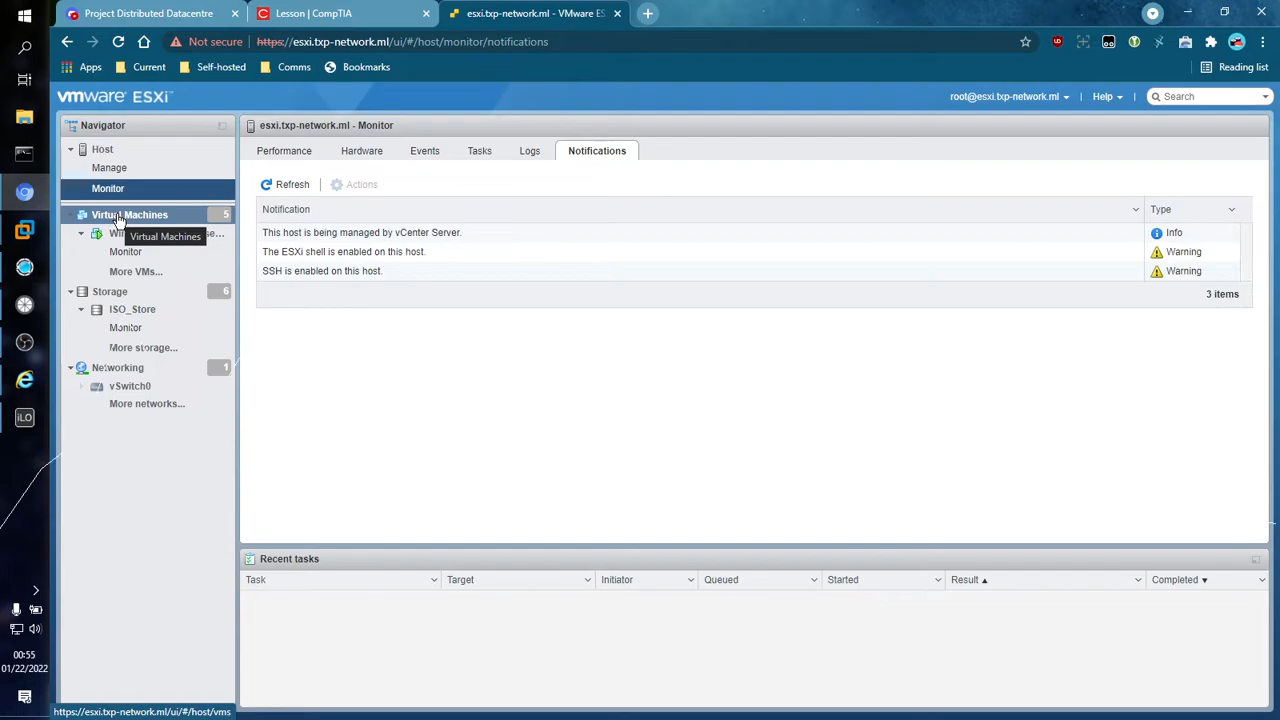 Project Distributed Datacentre
Lesson | CompTIA
esxi.txp-network.ml - VMware ES
Not secure
https://esxi.txp-network.ml/ui/#/host/monitor/notifications
Apps
Current
Self-hosted
Comms
Bookmarks
Reading list
vmware ESXi
root@esxi.txp-network.ml
Help
Search
Navigator
Host
Manage
Monitor
Virtual Machines
5
Virtual Machines
Monitor
More VMs...
Storage
6
ISO_Store
Monitor
More storage...
Networking
1
vSwitch0
More networks...
esxi.txp-network.ml - Monitor
Performance
Hardware
Events
Tasks
Logs
Notifications
Refresh
Actions
Notification
Type
This host is being managed by vCenter Server.
Info
The ESXi shell is enabled on this host.
Warning
SSH is enabled on this host.
Warning
3 items
Recent tasks
Task
Target
Initiator
Queued
Started
Result
Completed
iLO
00:55
01/22/2022
https://esxi.txp-network.ml/ui/#/host/vms